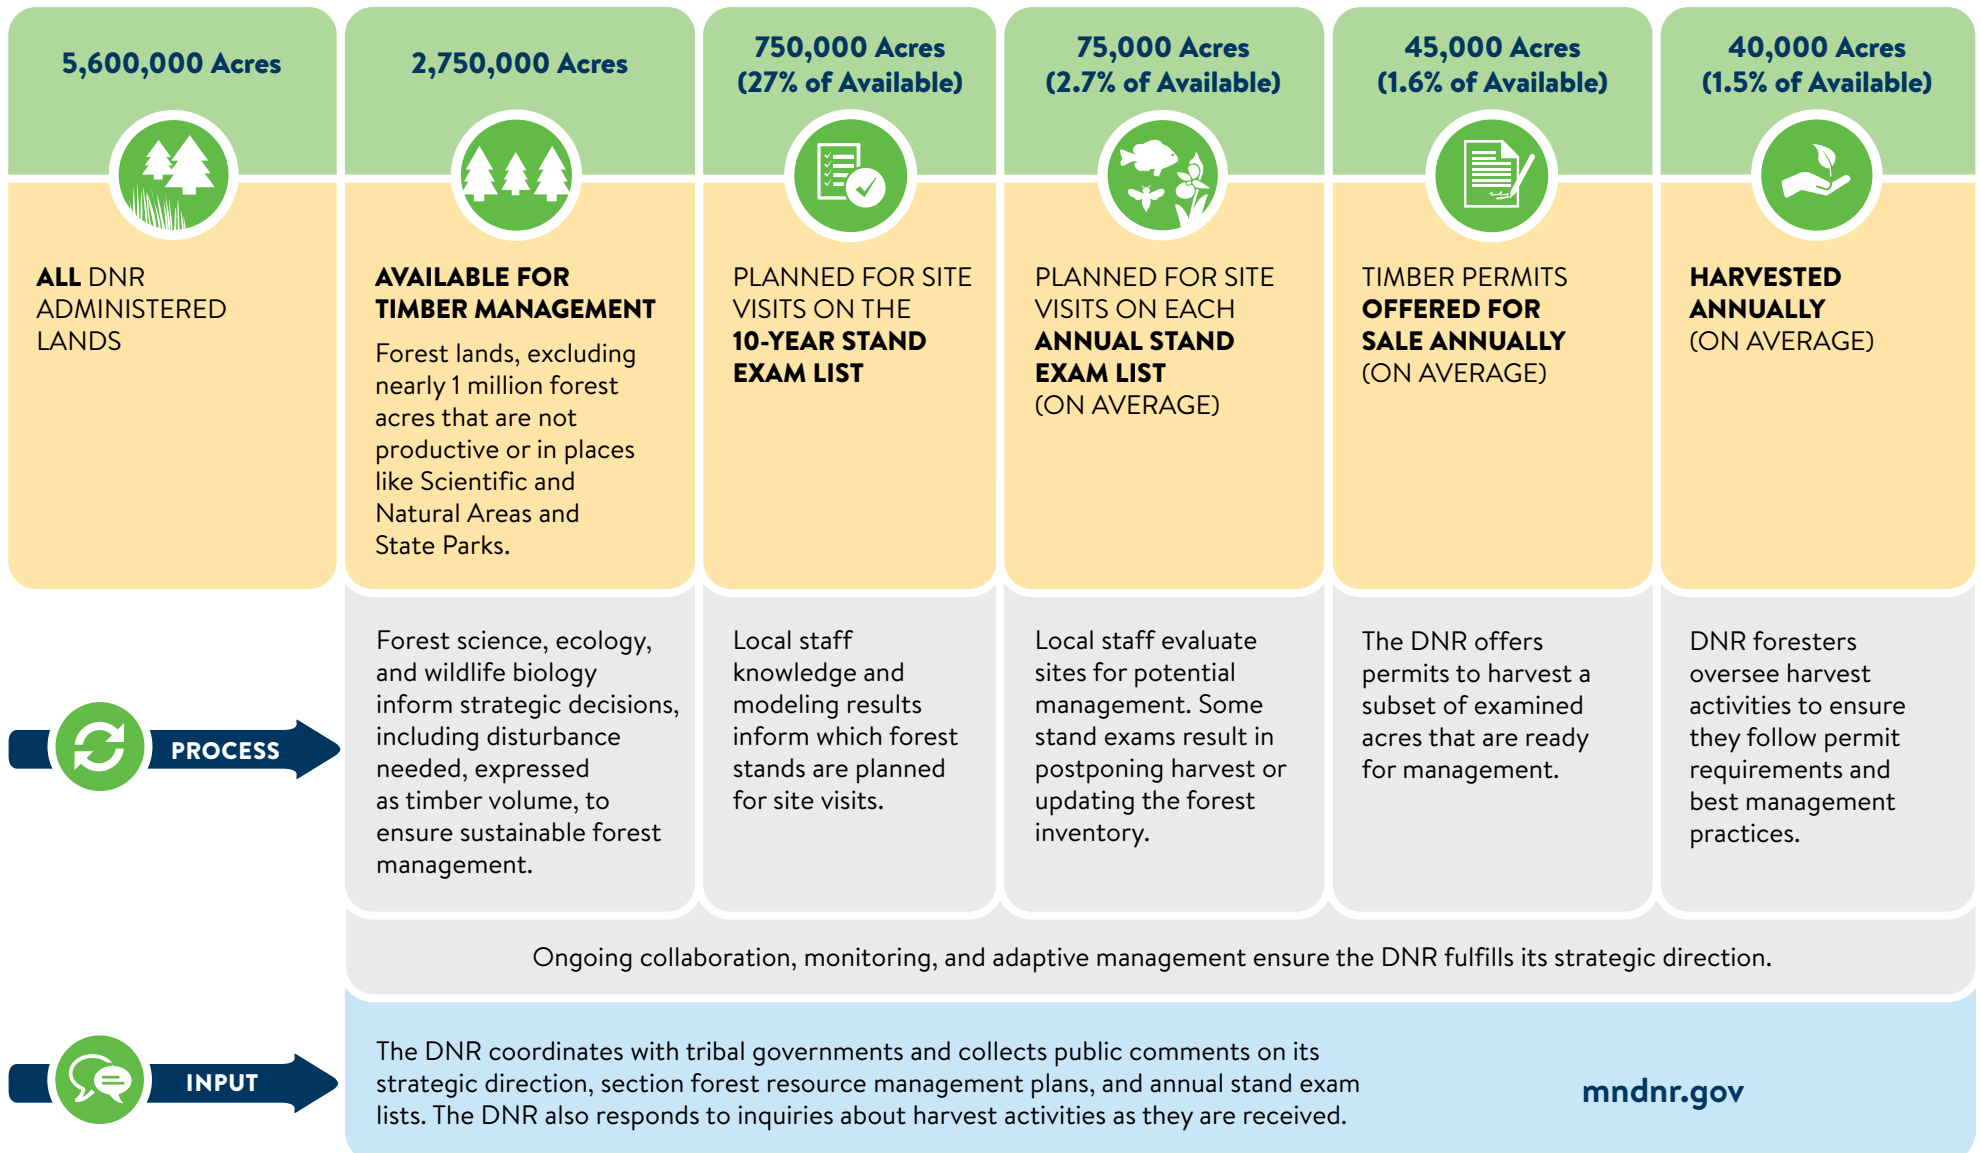 5,600,000 Acres
2,750,000 Acres
750,000 Acres
(27% of Available)
75,000 Acres
(2.7% of Available)
45,000 Acres
(1.6% of Available)
40,000 Acres
(1.5% of Available)
ALL DNR
ADMINISTERED
LANDS
AVAILABLE FOR
TIMBER MANAGEMENT
Forest lands, excluding
nearly 1 million forest
acres that are not
productive or in places
like Scientific and
Natural Areas and
State Parks.
PLANNED FOR SITE
VISITS ON THE
10-YEAR STAND
EXAM LIST
PLANNED FOR SITE
VISITS ON EACH
ANNUAL STAND
EXAM LIST
(ON AVERAGE)
TIMBER PERMITS
OFFERED FOR
SALE ANNUALLY
(ON AVERAGE)
HARVESTED
ANNUALLY
(ON AVERAGE)
PROCESS
Forest science, ecology,
and wildlife biology
inform strategic decisions,
including disturbance
needed, expressed
as timber volume, to
ensure sustainable forest
management.
Local staff
knowledge and
modeling results
inform which forest
stands are planned
for site visits.
Local staff evaluate
sites for potential
management. Some
stand exams result in
postponing harvest or
updating the forest
inventory.
The DNR offers
permits to harvest a
subset of examined
acres that are ready
for management.
DNR foresters
oversee harvest
activities to ensure
they follow permit
requirements and
best management
practices.
Ongoing collaboration, monitoring, and adaptive management ensure the DNR fulfills its strategic direction.
INPUT
The DNR coordinates with tribal governments and collects public comments on its
strategic direction, section forest resource management plans, and annual stand exam
lists. The DNR also responds to inquiries about harvest activities as they are received.
mndnr.gov